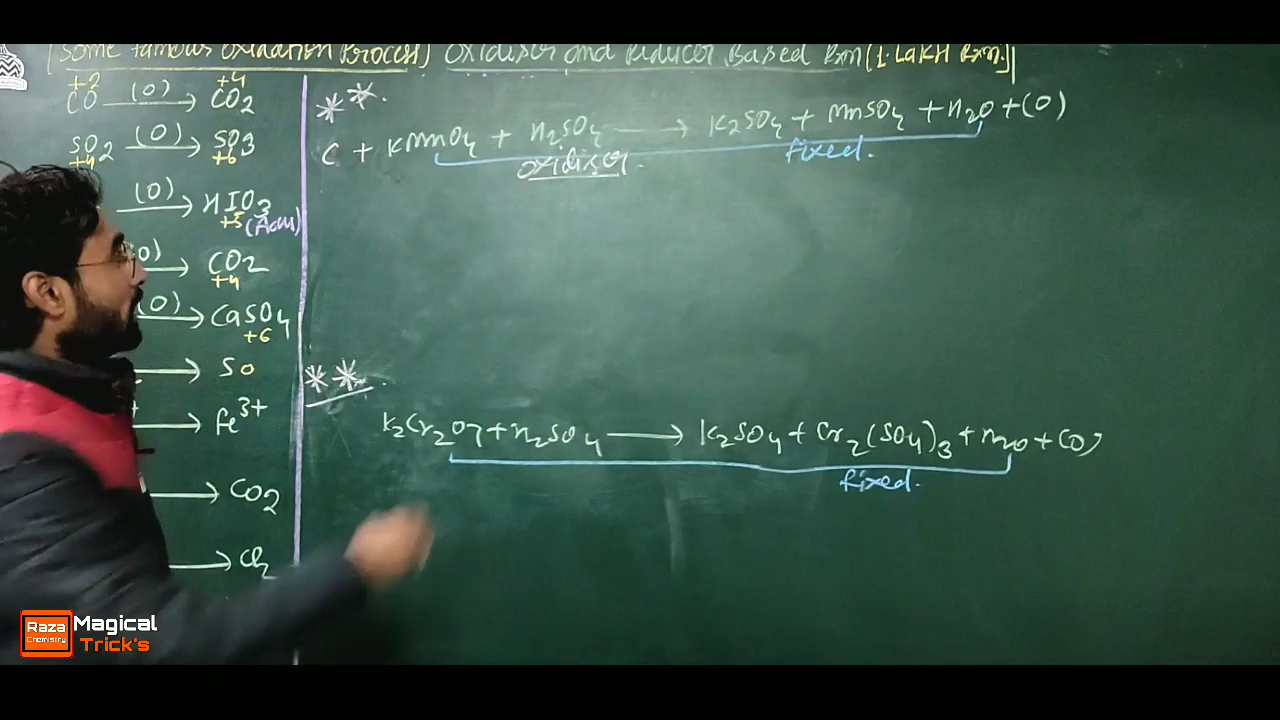 (Some famous Oxidation Process) Oxidiser and Reducer Based Rxn [1. LaKH Rxn.]
+2 +4
CO (O) → CO2
SO2 (O) → SO3
+4 +6
(O) → HIO3
+5 (Acid)
(O) → CO2
+4
(O) → CaSO4
+6
→ SO
→ Fe3+
→ CO2
→ Cl2
**.
C + KMnO4 + H2SO4 → K2SO4 + MnSO4 + H2O + (O)
oxidiser. fixed.
**.
K2Cr2O7 + H2SO4 → K2SO4 + Cr2(SO4)3 + H2O + (O)
fixed.
Raza Magical
Chemistry Trick's